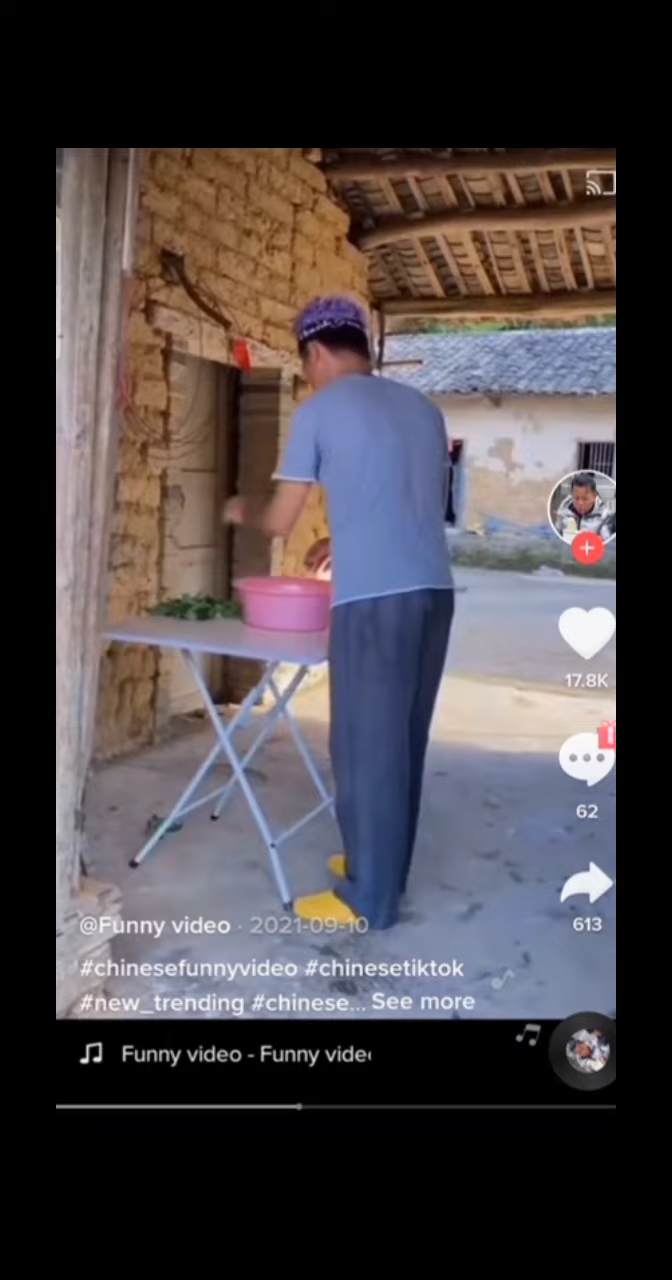 17.8K
62
613
@Funny video · 2021-09-10
#chinesefunnyvideo #chinesetiktok
#new_trending #chinese... See more
Funny video - Funny vide